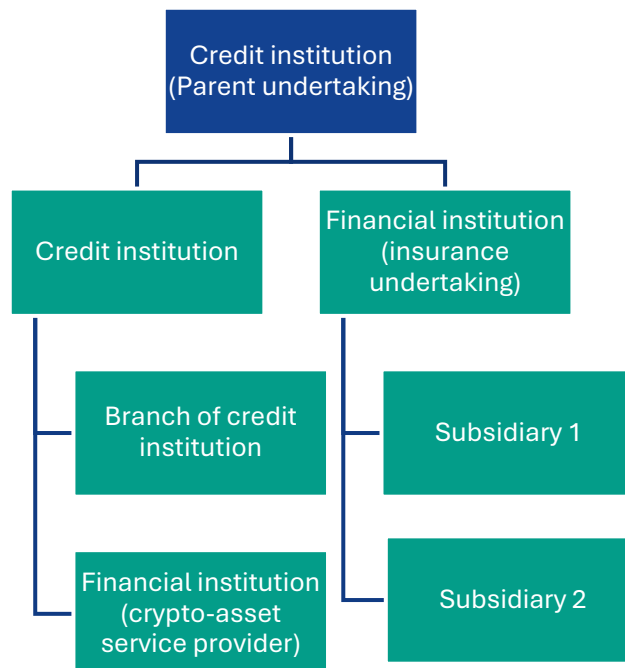 Credit institution
(Parent undertaking)
Credit institution
Financial institution
(insurance
undertaking)
Branch of credit
institution
Subsidiary 1
Financial institution
(crypto-asset
service provider)
Subsidiary 2